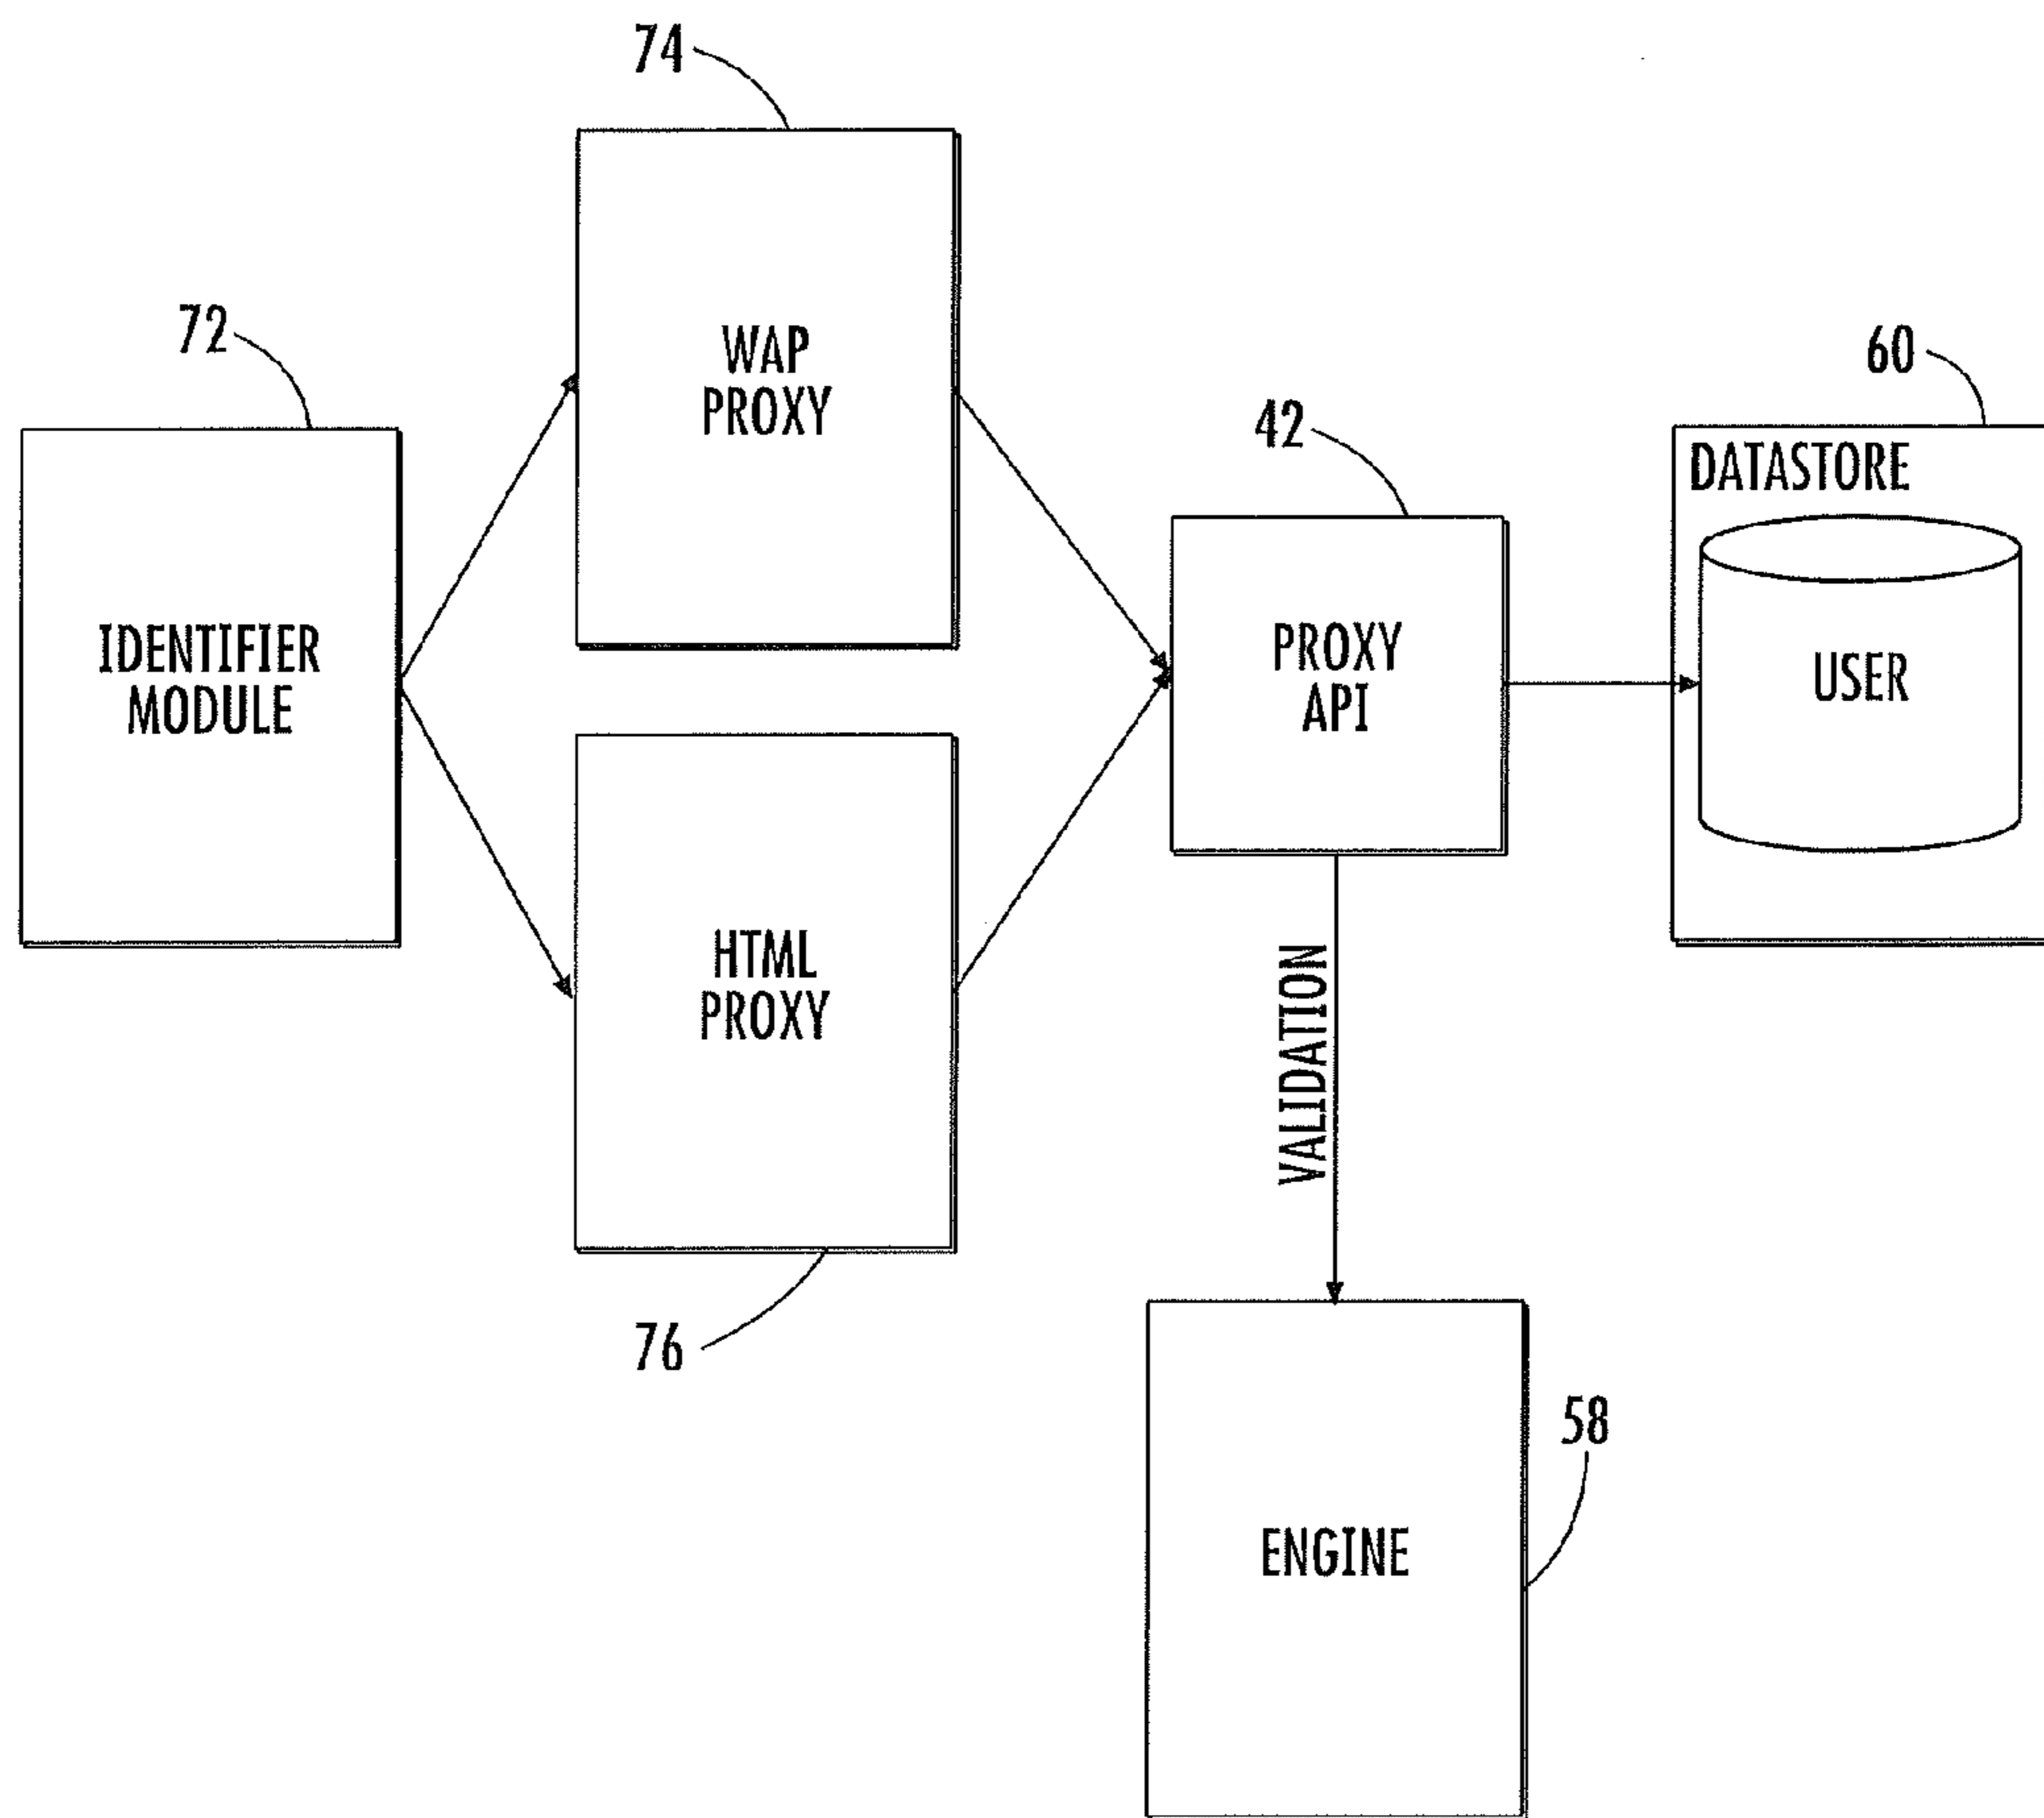 74
WAP
PROXY
72
IDENTIFIER
MODULE
60
DATASTORE
USER
42
PROXY
API
HTML
PROXY
76
VALIDATION
58
ENGINE